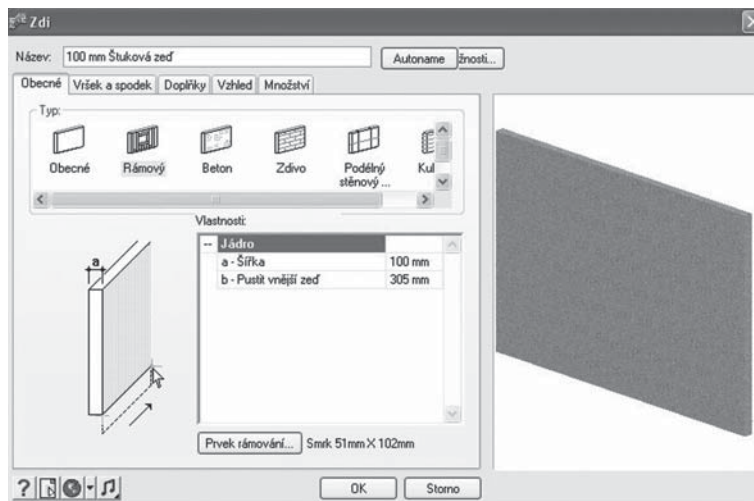 Zdi
Název: 100 mm Štuková zeď Autoname žnosti...
Obecné Vršek a spodek Doplňky Vzhled Množství
Typ:
Obecné Rámový Beton Zdivo Podélný stěnový ... Kul
Vlastnosti:
-- Jádro
a - Šířka 100 mm
b - Pustit vnější zeď 305 mm
a
Prvek rámování... Smrk 51mm X 102mm
?
OK Storno